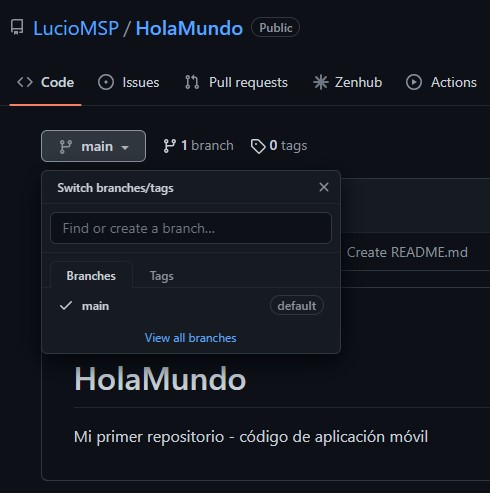 LucioMSP / HolaMundo Public
Code Issues Pull requests Zenhub Actions
main 1 branch 0 tags
Switch branches/tags
Find or create a branch...
Create README.md
Branches Tags
main default
View all branches
HolaMundo
Mi primer repositorio - código de aplicación móvil